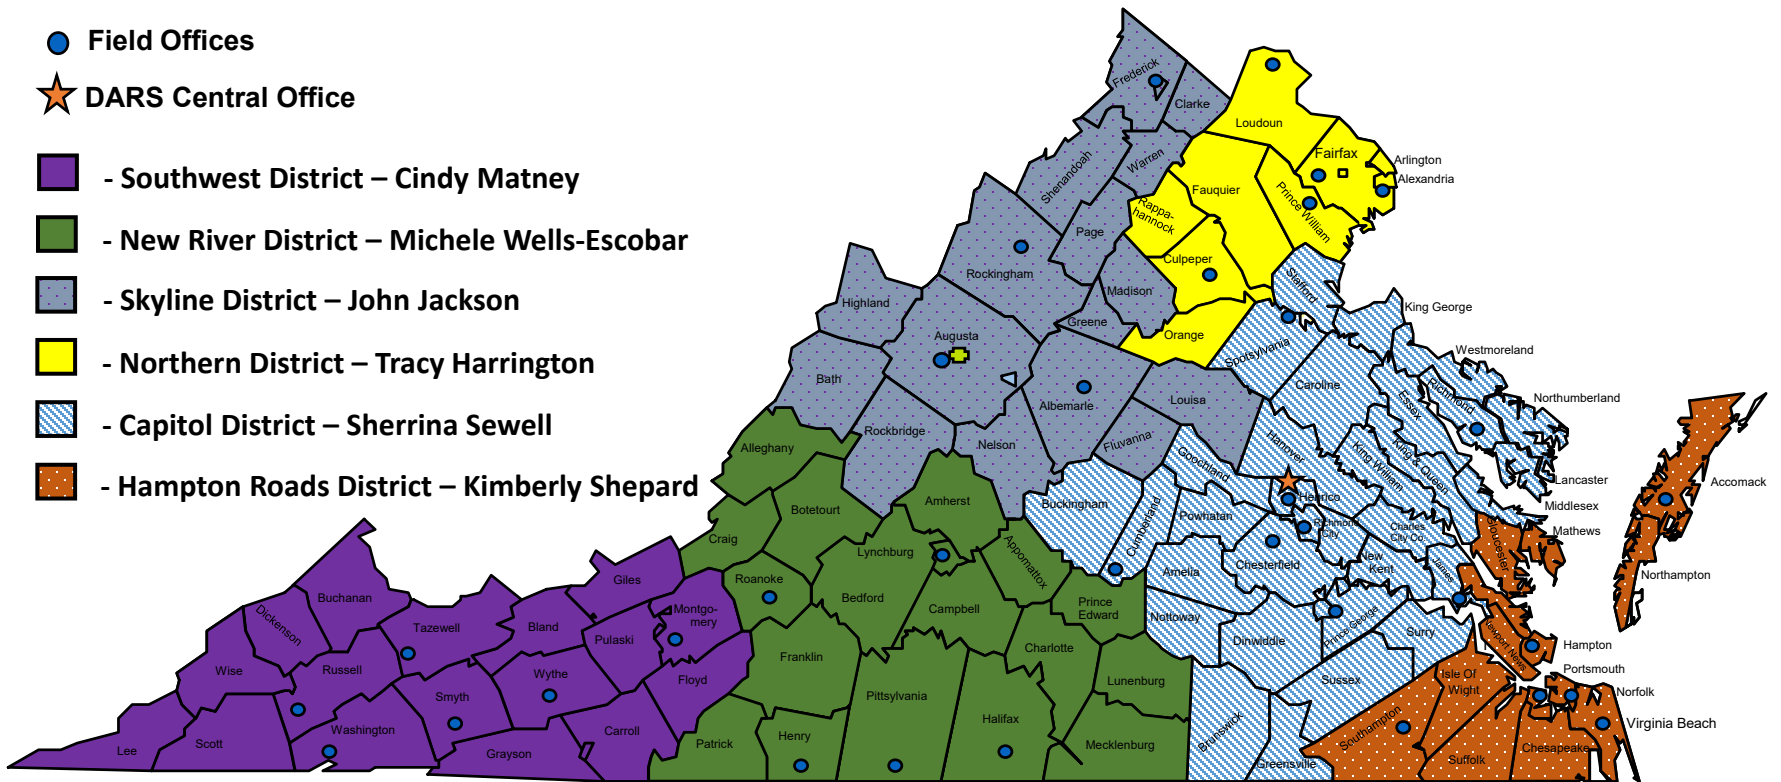 Field Offices
DARS Central Office
- Southwest District – Cindy Matney
- New River District – Michele Wells-Escobar
- Skyline District – John Jackson
- Northern District – Tracy Harrington
- Capitol District – Sherrina Sewell
- Hampton Roads District – Kimberly Shepard
Frederick
Clarke
Loudoun
Shenandoah
Warren
Fairfax
Arlington
Alexandria
Fauquier
Prince William
Rappa-
hannock
Page
Culpeper
Rockingham
Madison
Stafford
Highland
Greene
Orange
King George
Augusta
Spotsylvania
Westmoreland
Bath
Caroline
Richmond
Northumberland
Albemarle
Louisa
Essex
Rockbridge
Nelson
Fluvanna
Hanover
Alleghany
Goochland
King William
King & Queen
Lancaster
Accomack
Botetourt
Amherst
Buckingham
Cumberland
Powhatan
Henrico
Richmond
City
Charles
City Co.
Middlesex
Mathews
Gloucester
Craig
Lynchburg
Appomattox
Amelia
Chesterfield
New
Kent
James
Northampton
Giles
Roanoke
Bedford
Campbell
Prince
Edward
Nottoway
Dinwiddie
Prince George
Surry
Newport News
Hampton
Buchanan
Dickenson
Tazewell
Bland
Pulaski
Montgo-
mery
Franklin
Charlotte
Portsmouth
Wise
Russell
Wythe
Floyd
Pittsylvania
Lunenburg
Sussex
Isle Of
Wight
Norfolk
Smyth
Halifax
Virginia Beach
Lee
Scott
Washington
Grayson
Carroll
Patrick
Henry
Mecklenburg
Brunswick
Greensville
Southampton
Suffolk
Chesapeake